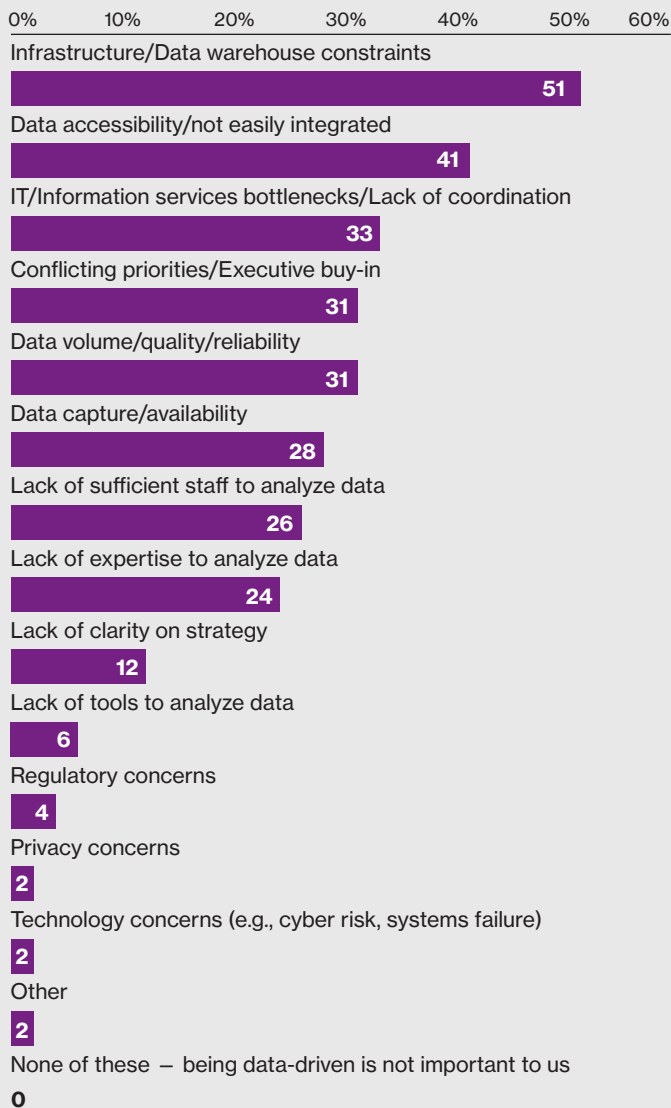 0% 10% 20% 30% 40% 50% 60%
Infrastructure/Data warehouse constraints
51
Data accessibility/not easily integrated
41
IT/Information services bottlenecks/Lack of coordination
33
Conflicting priorities/Executive buy-in
31
Data volume/quality/reliability
31
Data capture/availability
28
Lack of sufficient staff to analyze data
26
Lack of expertise to analyze data
24
Lack of clarity on strategy
12
Lack of tools to analyze data
6
Regulatory concerns
4
Privacy concerns
2
Technology concerns (e.g., cyber risk, systems failure)
2
Other
2
None of these – being data-driven is not important to us
0